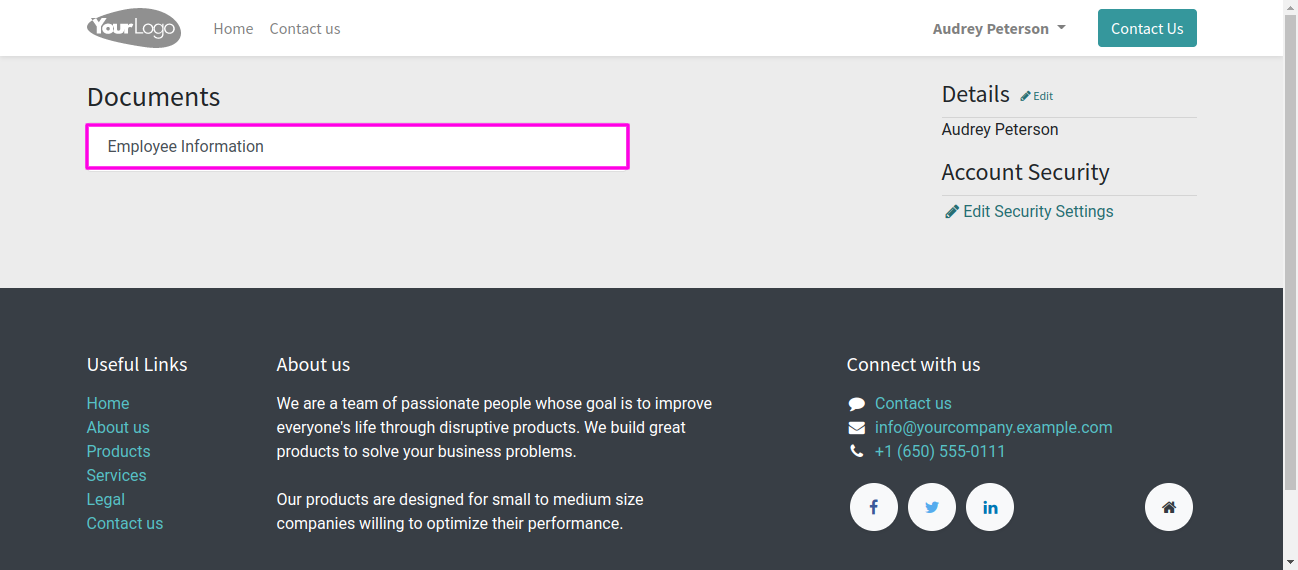 YourLogo
Home
Contact us
Audrey Peterson
Contact Us
Documents
Employee Information
Details
Edit
Audrey Peterson
Account Security
Edit Security Settings
Useful Links
Home
About us
Products
Services
Legal
Contact us
About us
We are a team of passionate people whose goal is to improve
everyone's life through disruptive products. We build great
products to solve your business problems.
Our products are designed for small to medium size
companies willing to optimize their performance.
Connect with us
Contact us
info@yourcompany.example.com
+1 (650) 555-0111